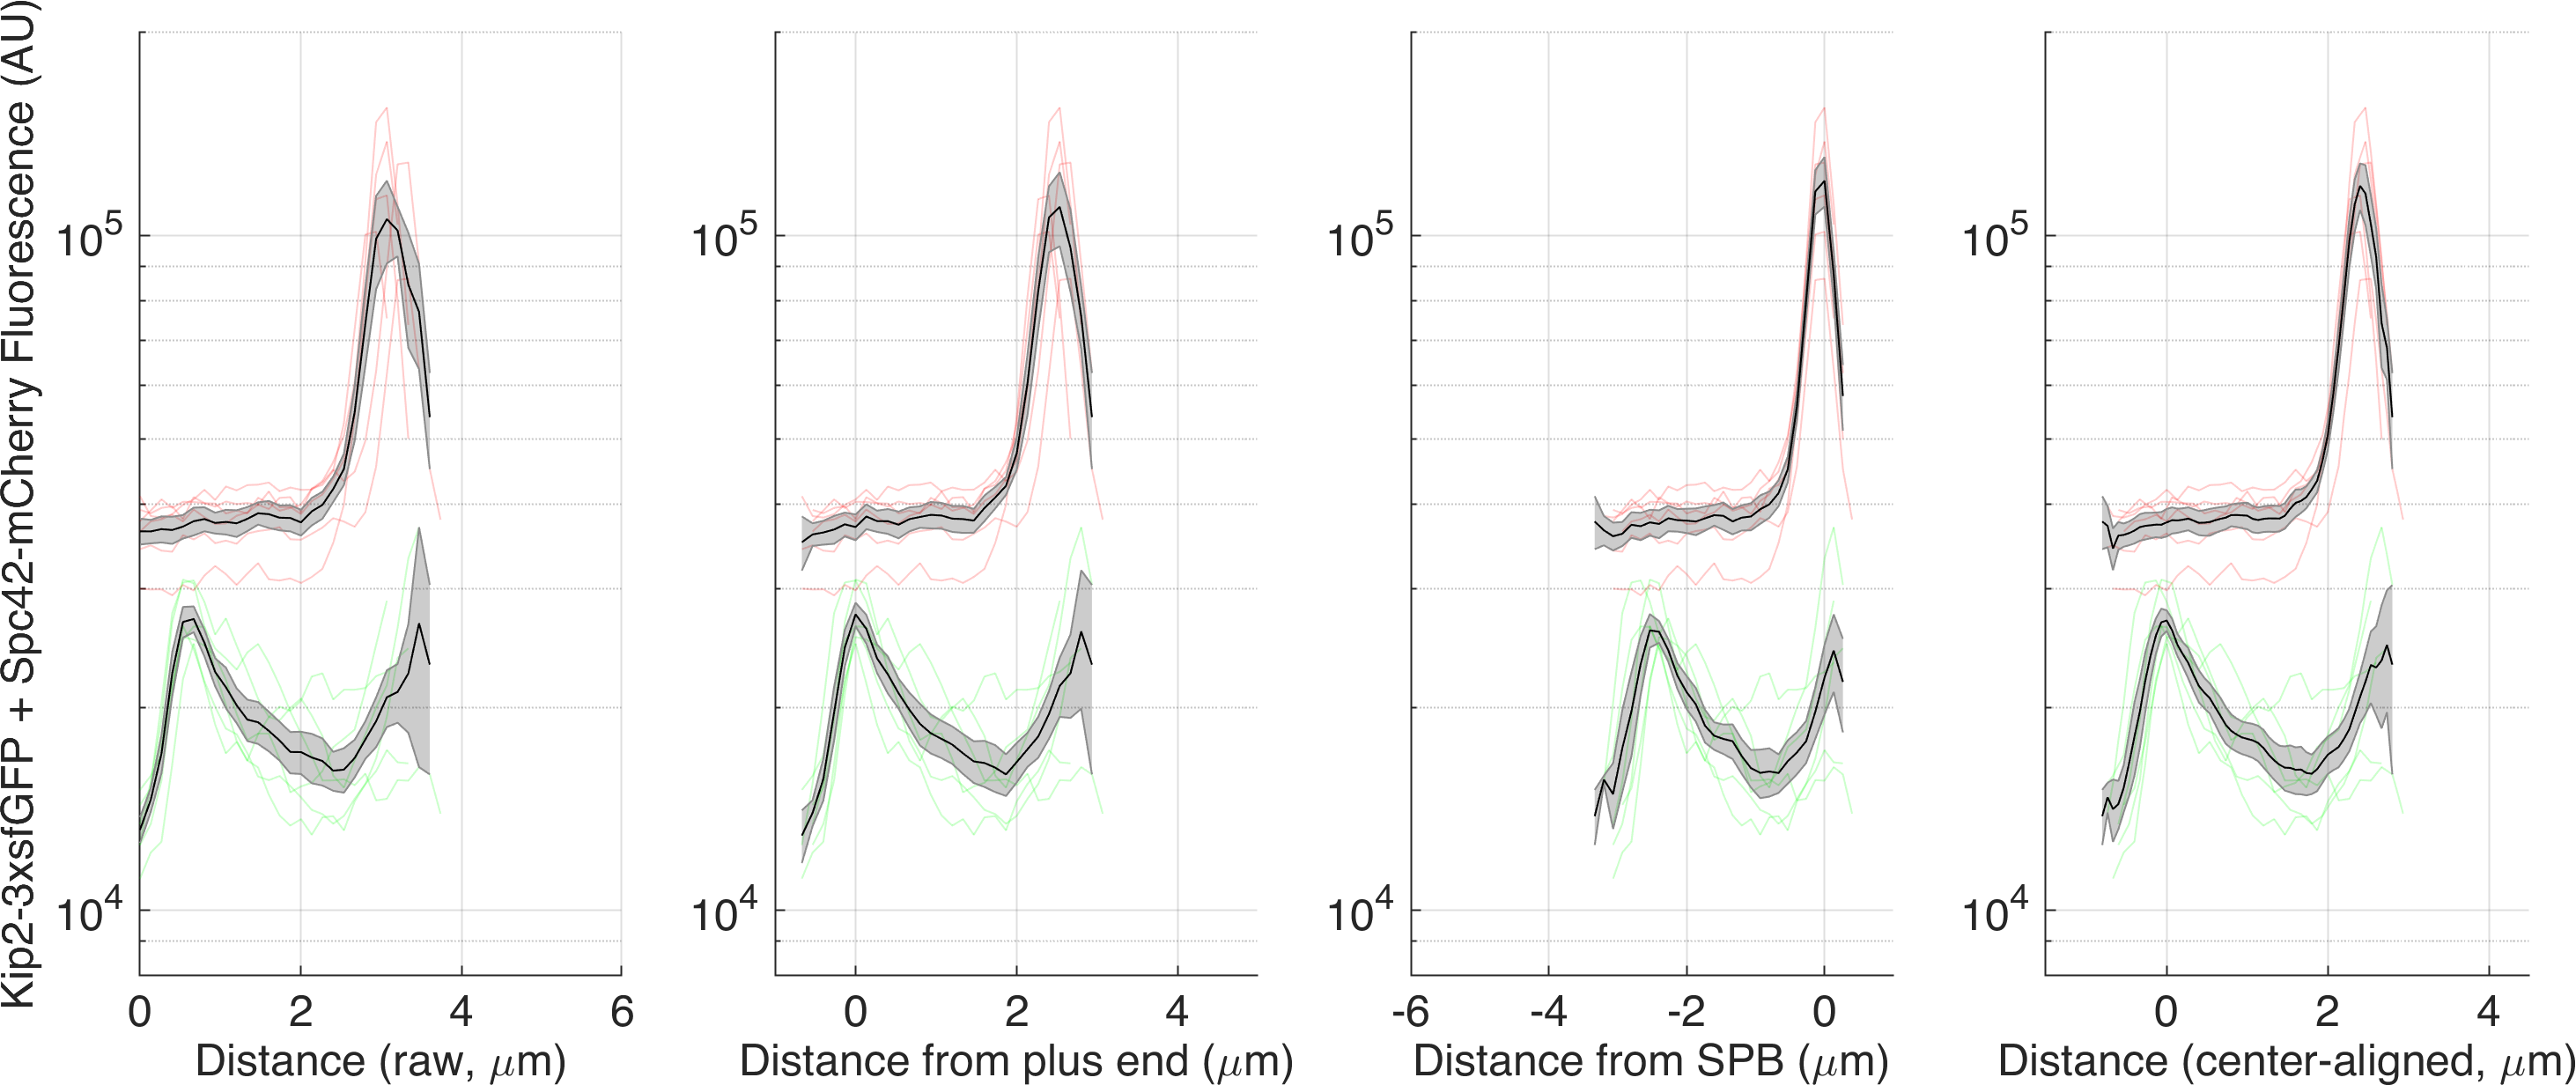 Kip2-3xsfGFP + Spc42-mCherry Fluorescence (AU)
10^5
10^4
0 2 4 6
Distance (raw, μm)
10^5
10^4
0 2 4
Distance from plus end (μm)
10^5
10^4
-6 -4 -2 0
Distance from SPB (μm)
10^5
10^4
0 2 4
Distance (center-aligned, μm)